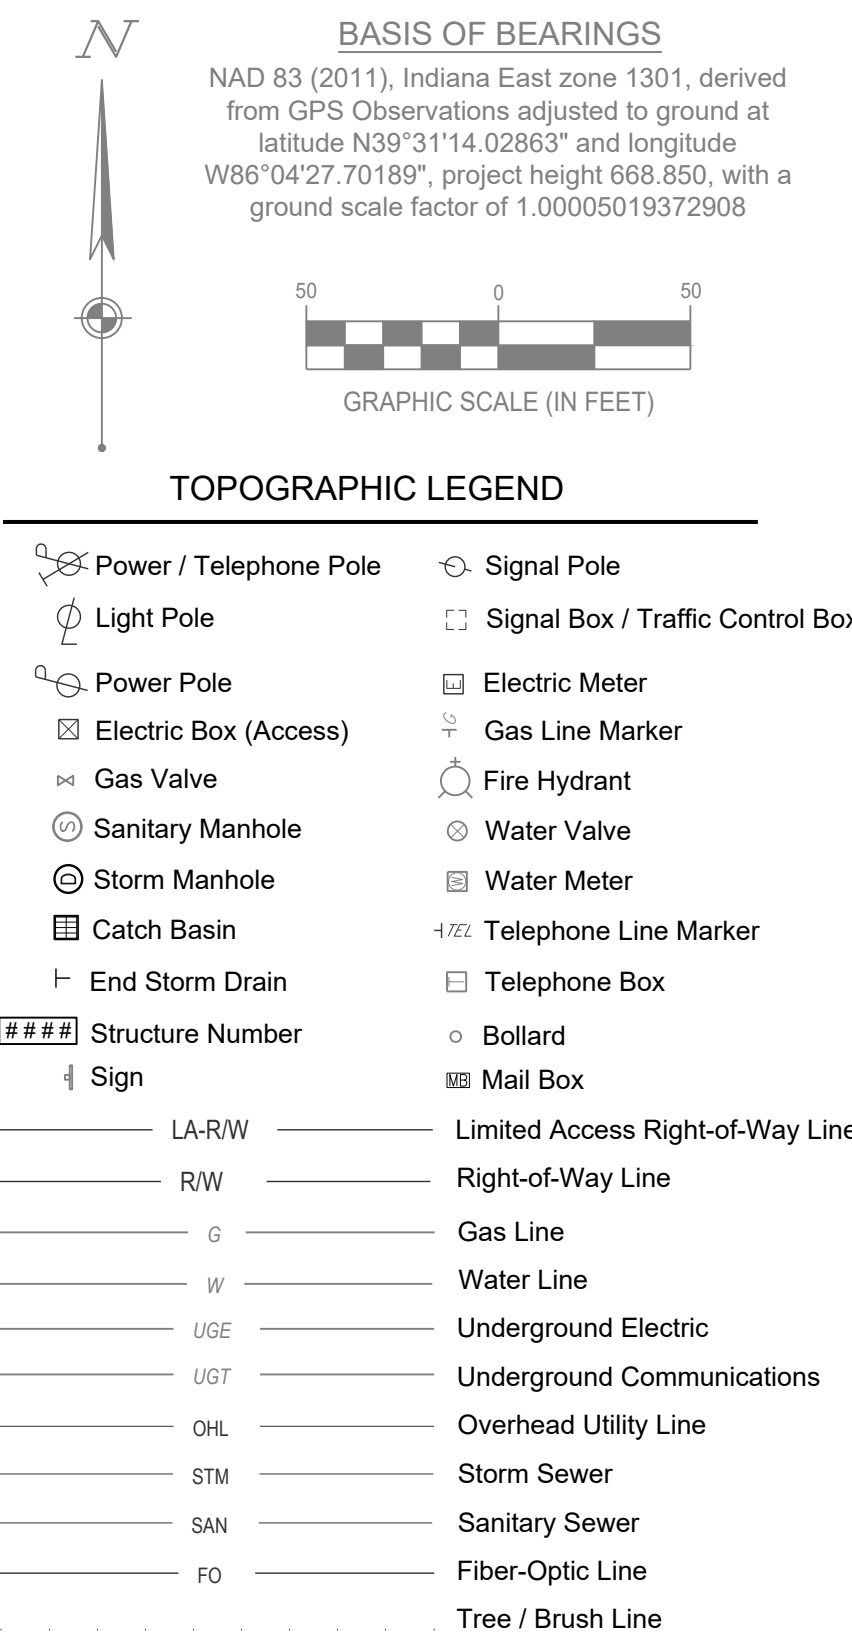 N
BASIS OF BEARINGS
NAD 83 (2011), Indiana East zone 1301, derived
from GPS Observations adjusted to ground at
latitude N39°31'14.02863" and longitude
W86°04'27.70189", project height 668.850, with a
ground scale factor of 1.00005019372908
50 0 50
GRAPHIC SCALE (IN FEET)
TOPOGRAPHIC LEGEND
Power / Telephone Pole
Signal Pole
Light Pole
Signal Box / Traffic Control Box
Power Pole
E Electric Meter
Electric Box (Access)
G Gas Line Marker
Gas Valve
Fire Hydrant
S Sanitary Manhole
Water Valve
D Storm Manhole
W Water Meter
Catch Basin
TEL Telephone Line Marker
End Storm Drain
Telephone Box
#### Structure Number
Bollard
Sign
MB Mail Box
LA-R/W Limited Access Right-of-Way Line
R/W Right-of-Way Line
G Gas Line
W Water Line
UGE Underground Electric
UGT Underground Communications
OHL Overhead Utility Line
STM Storm Sewer
SAN Sanitary Sewer
FO Fiber-Optic Line
Tree / Brush Line